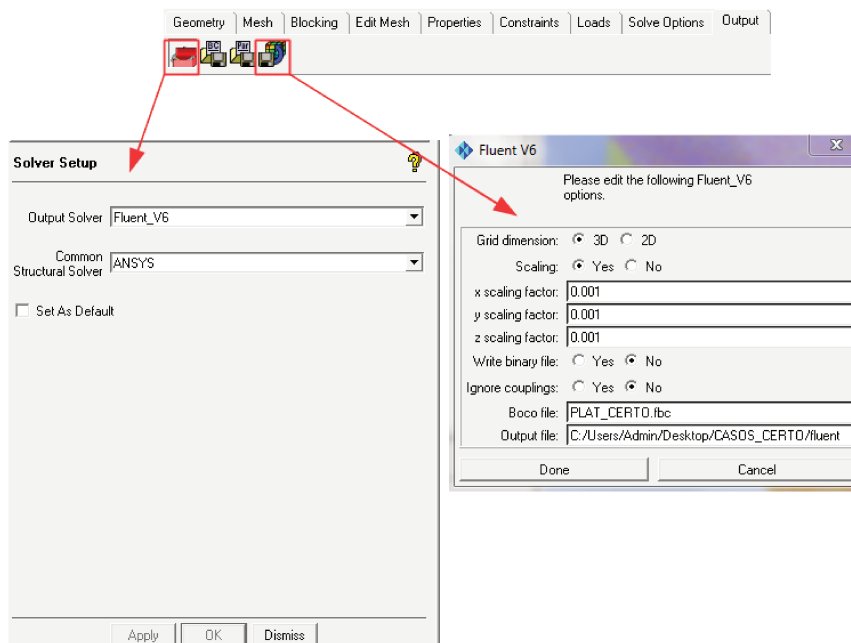 Geometry Mesh Blocking Edit Mesh Properties Constraints Loads Solve Options Output
BC Par
Solver Setup
?
Output Solver Fluent_V6
Common Structural Solver ANSYS
Set As Default
Apply OK Dismiss
Fluent V6
Please edit the following Fluent_V6
options.
Grid dimension: 3D 2D
Scaling: Yes No
x scaling factor: 0.001
y scaling factor: 0.001
z scaling factor: 0.001
Write binary file: Yes No
Ignore couplings: Yes No
Boco file: PLAT_CERTO.fbc
Output file: C:/Users/Admin/Desktop/CASOS_CERTO/fluent
Done Cancel